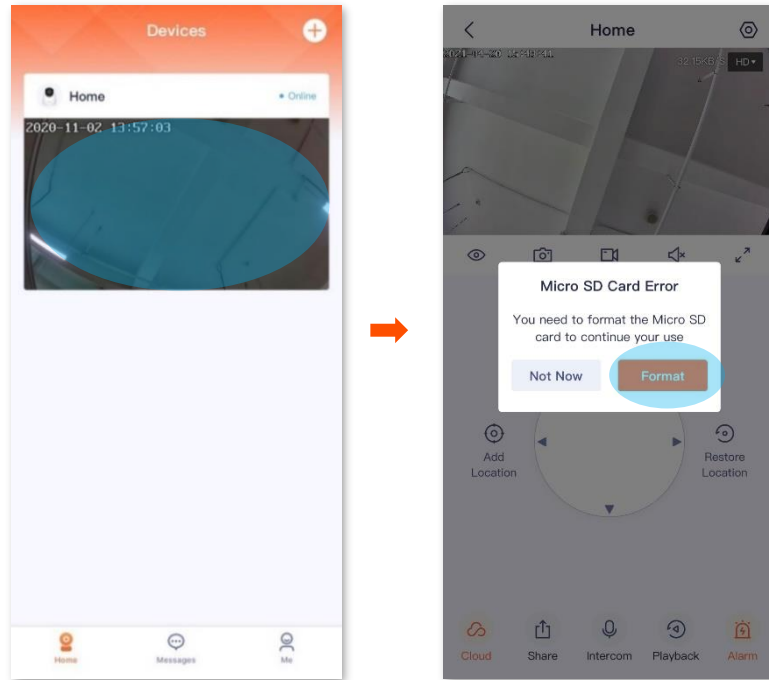 Devices
Home
Online
2020-11-02 13:57:03
Home
Messages
Me
Home
HD
Micro SD Card Error
You need to format the Micro SD
card to continue your use
Not Now
Format
Add
Location
Restore
Location
Cloud
Share
Intercom
Playback
Alarm